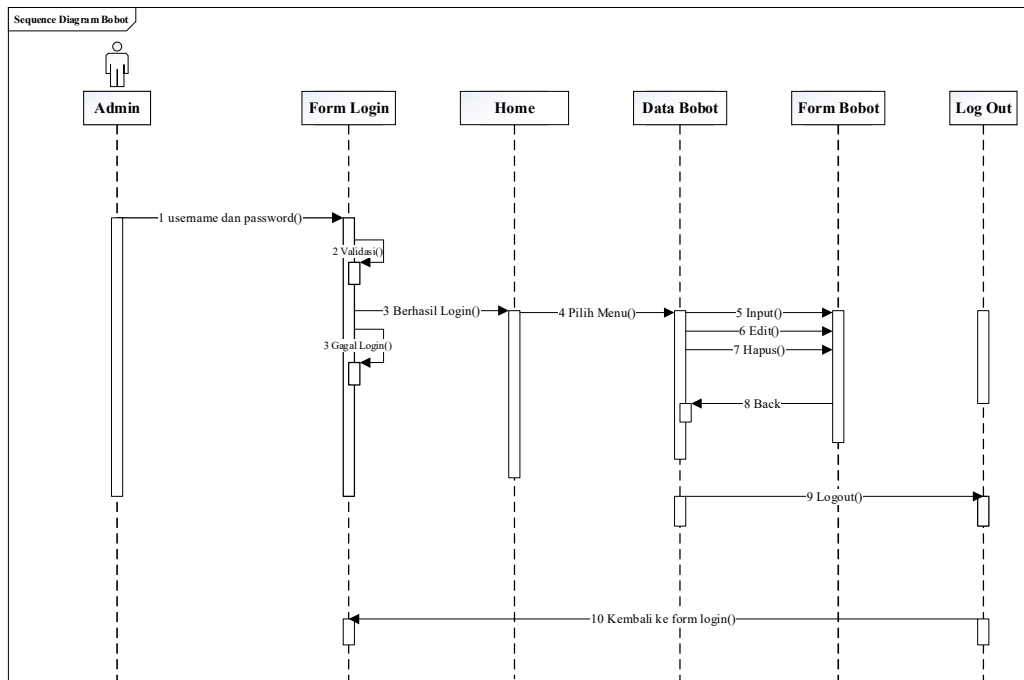 Sequence Diagram Bobot
Admin
Form Login
Home
Data Bobot
Form Bobot
Log Out
1 username dan password()
2 Validasi()
3 Berhasil Login()
4 Pilih Menu()
5 Input()
6 Edit()
3 Gagal Login()
7 Hapus()
8 Back
9 Logout()
10 Kembali ke form login()